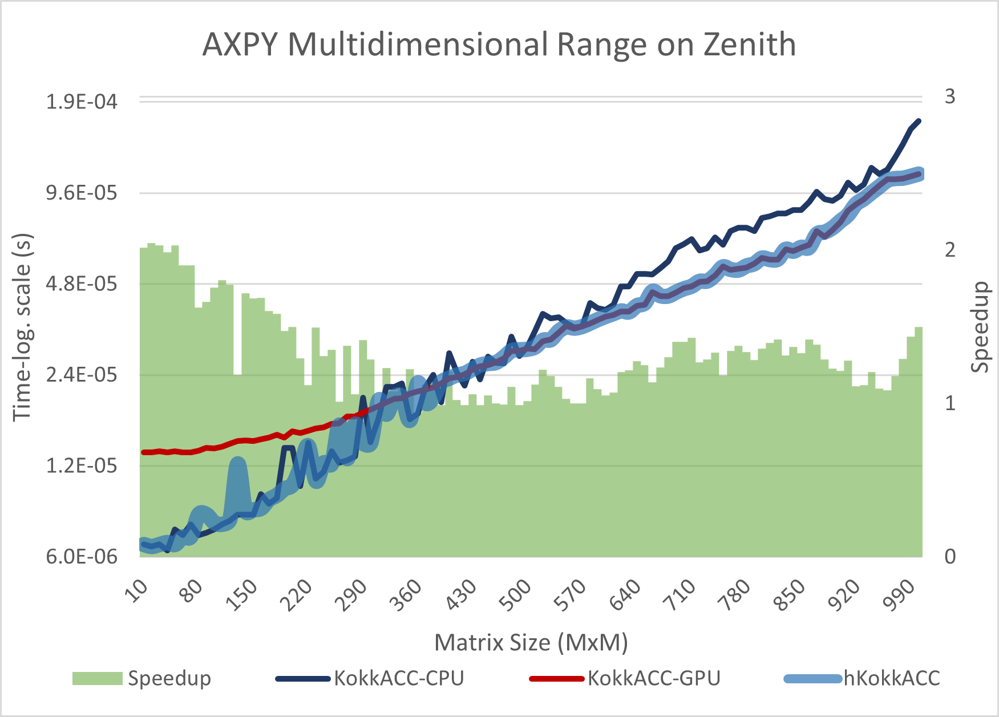 AXPY Multidimensional Range on Zenith
1.9E-04
9.6E-05
4.8E-05
2.4E-05
1.2E-05
6.0E-06
Time-log. scale (s)
3
2
1
0
Speedup
10 80 150 220 290 360 430 500 570 640 710 780 850 920 990
Matrix Size (MxM)
Speedup KokkACC-CPU KokkACC-GPU hKokkACC